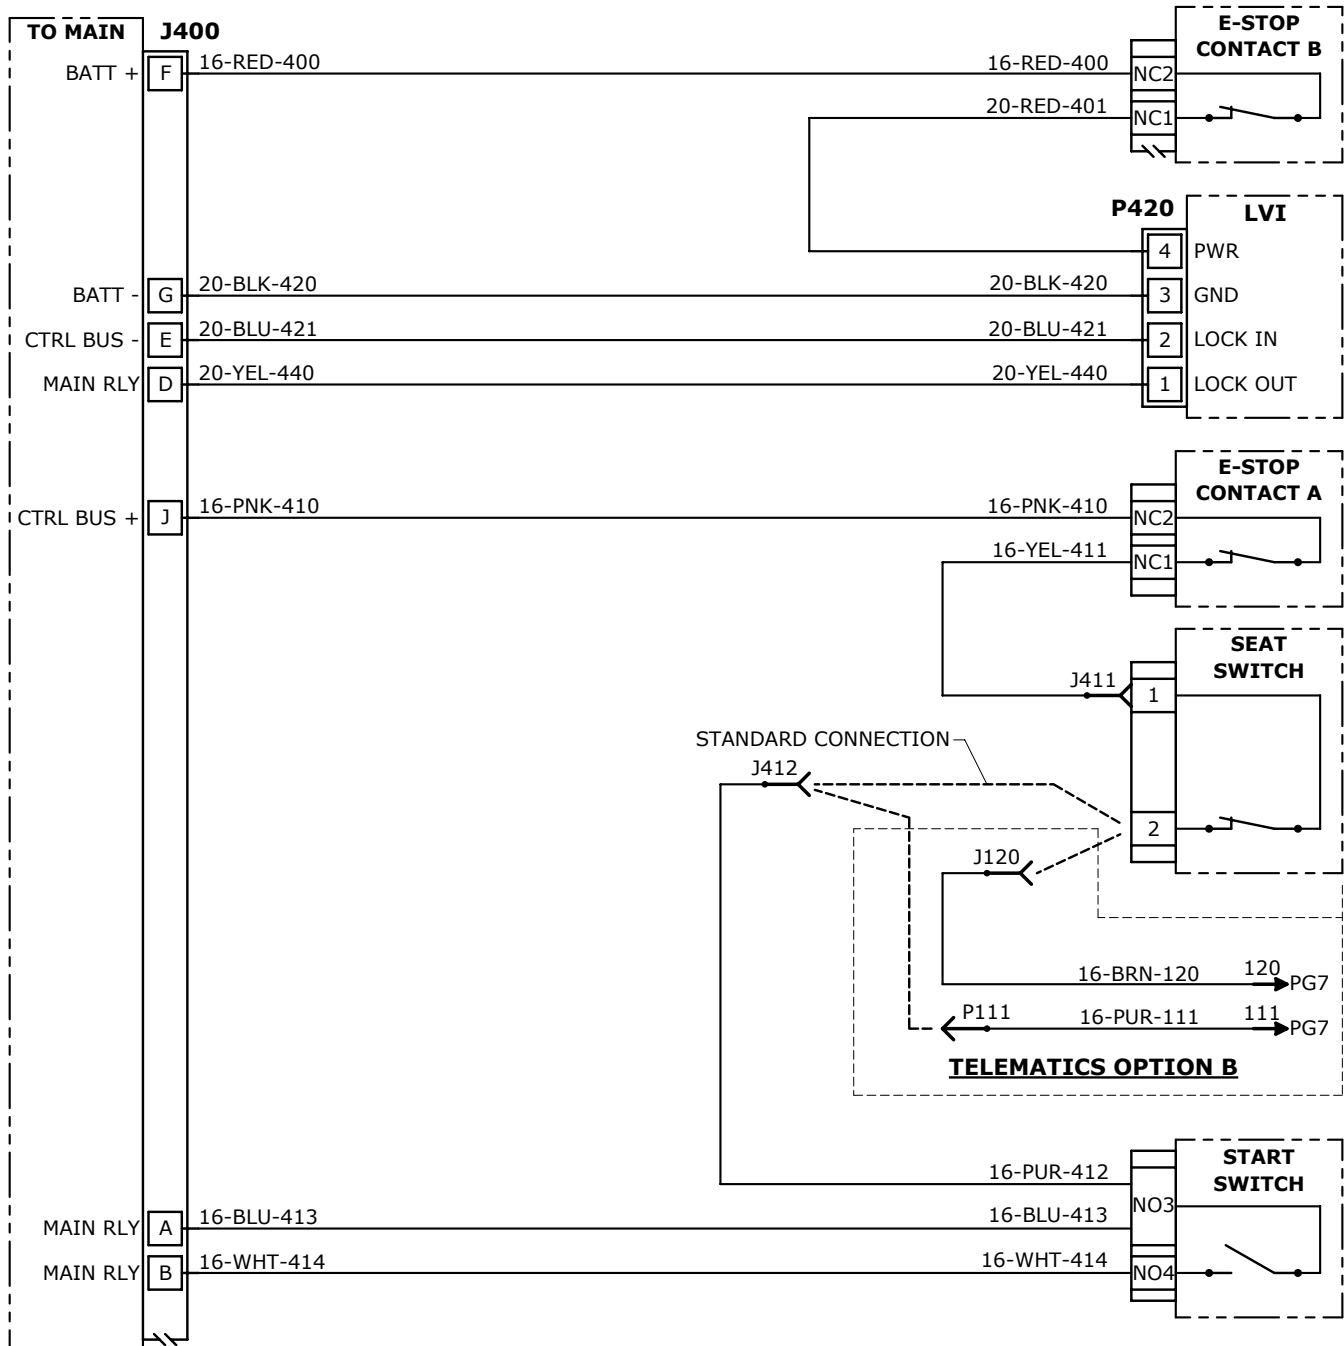 TO MAIN
J400
E-STOP
CONTACT B
BATT +
F
16-RED-400
16-RED-400
NC2
20-RED-401
NC1
P420
LVI
4
PWR
BATT -
G
20-BLK-420
20-BLK-420
3
GND
CTRL BUS -
E
20-BLU-421
20-BLU-421
2
LOCK IN
MAIN RLY
D
20-YEL-440
20-YEL-440
1
LOCK OUT
E-STOP
CONTACT A
CTRL BUS +
J
16-PNK-410
16-PNK-410
NC2
16-YEL-411
NC1
SEAT
SWITCH
J411
1
STANDARD CONNECTION
J412
2
J120
16-BRN-120
120
PG7
P111
16-PUR-111
111
PG7
TELEMATICS OPTION B
START
SWITCH
16-PUR-412
NO3
MAIN RLY
A
16-BLU-413
16-BLU-413
MAIN RLY
B
16-WHT-414
16-WHT-414
NO4